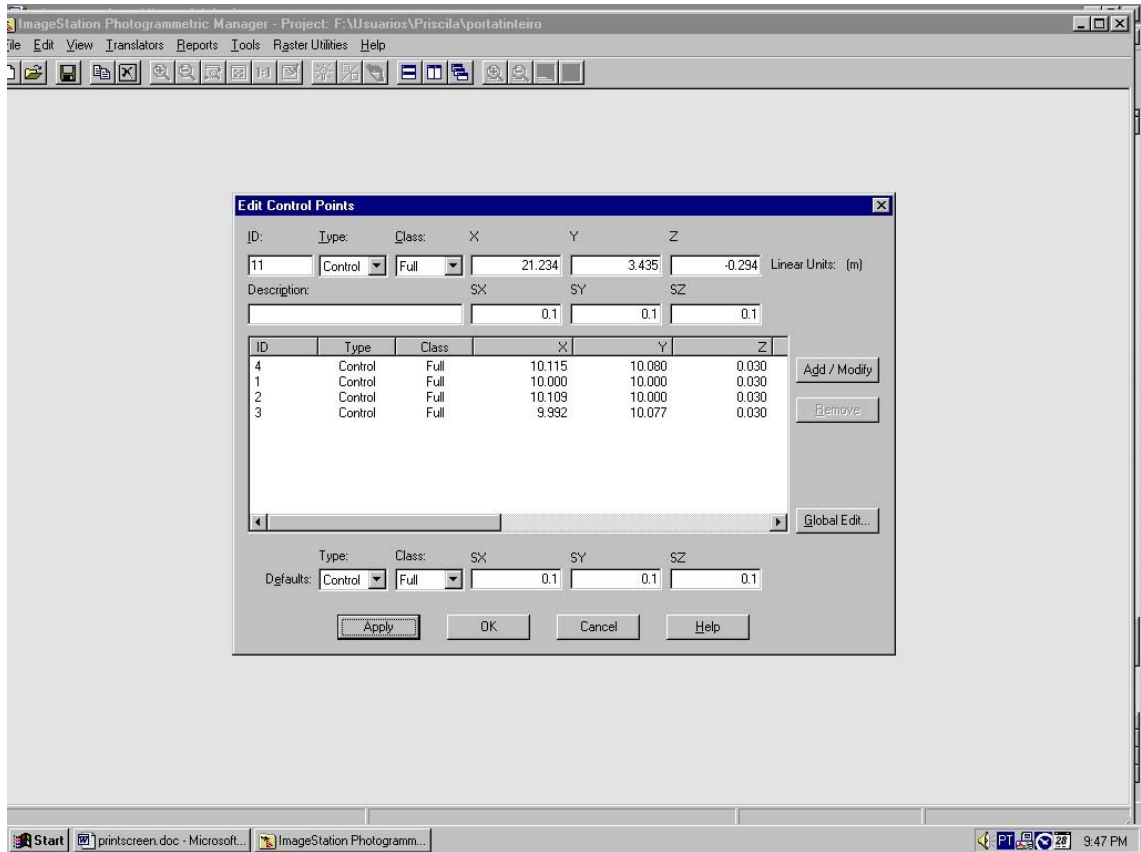 ImageStation Photogrammetric Manager - Project: F:\Usuarios\Priscila\portatinteiro
File Edit View Translators Reports Tools Raster Utilities Help
Edit Control Points
ID: Type: Class: X Y Z
11 Control Full 21.234 3.435 -0.294 Linear Units: (m)
Description: SX SY SZ
0.1 0.1 0.1
ID Type Class X Y Z
4 Control Full 10.115 10.080 0.030
1 Control Full 10.000 10.000 0.030
2 Control Full 10.109 10.000 0.030
3 Control Full 9.992 10.077 0.030
Add / Modify
Remove
Global Edit...
Type: Class: SX SY SZ
Defaults: Control Full 0.1 0.1 0.1
Apply OK Cancel Help
Start printscreen.doc - Microsoft... ImageStation Photogramm... PT 28 9:47 PM